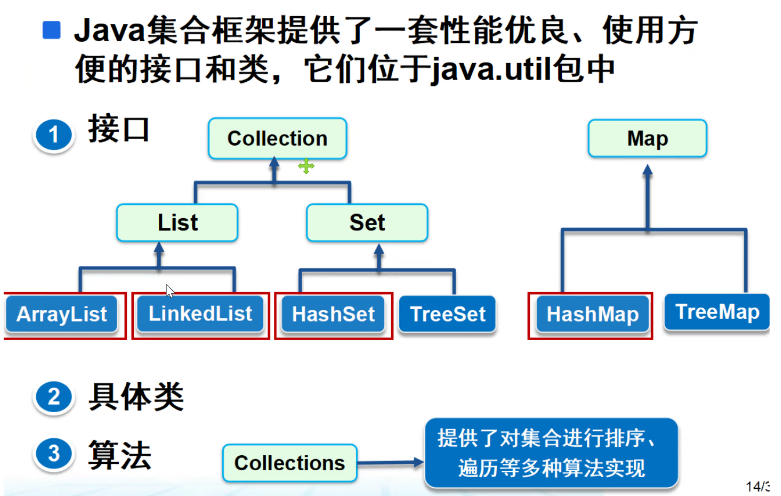 Java集合框架提供了一套性能优良、使用方
便的接口和类，它们位于java.util包中
1 接口
Collection
Map
List
Set
ArrayList
LinkedList
HashSet
TreeSet
HashMap
TreeMap
2 具体类
3 算法
Collections
提供了对集合进行排序、
遍历等多种算法实现